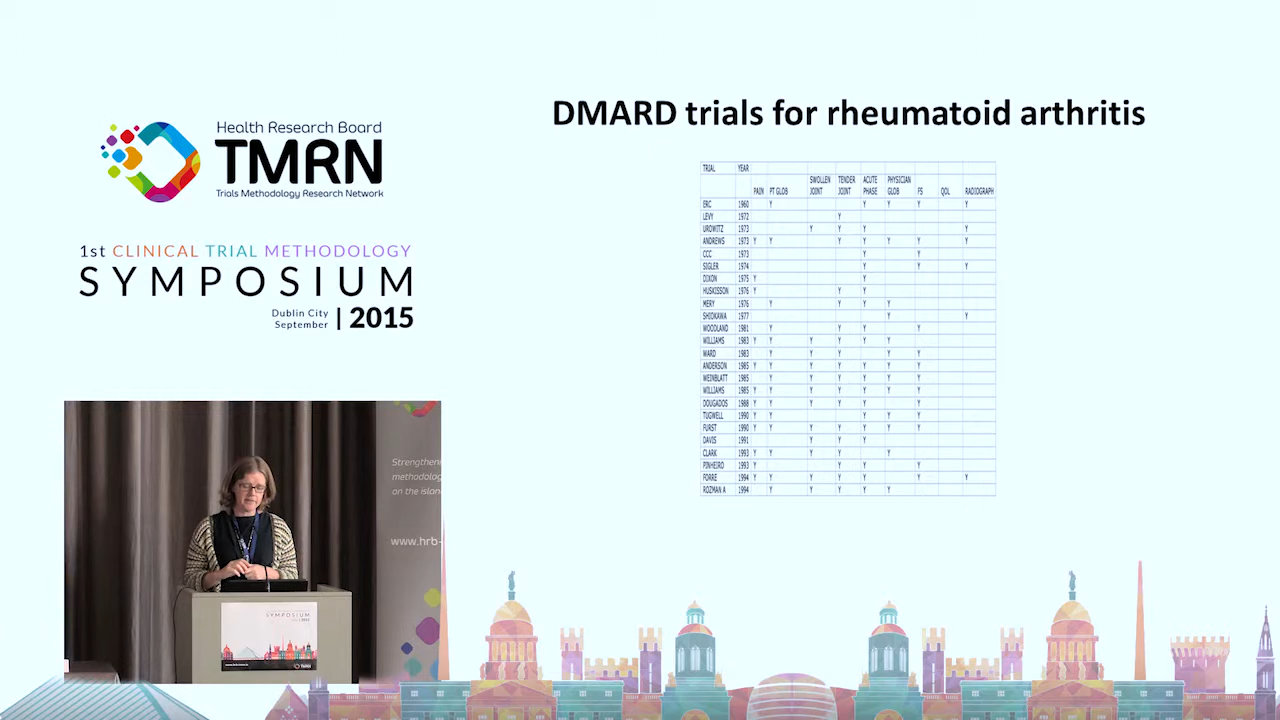 DMARD trials for rheumatoid arthritis
Health Research Board
TMRN
Trials Methodology Research Network
1st CLINICAL TRIAL METHODOLOGY
SYMPOSIUM
Dublin City
September
| 2015
TRIAL YEAR
PAIN PT GLOB SWOLLEN JOINT TENDER JOINT ACUTE PHASE PHYSICIAN GLOB FS QOL RADIOGRAPH
ERC 1960 Y Y Y Y Y
LEVY 1972 Y
UROWITZ 1973 Y Y Y Y
ANDREWS 1973 Y Y Y Y Y Y Y
CCC 1973 Y Y
SIGLER 1974 Y Y Y
DIXON 1975 Y Y
HUSKISSON 1976 Y Y Y
MERY 1976 Y Y Y Y
SHIOKAWA 1977 Y Y
WOODLAND 1981 Y Y Y Y
WILLIAMS 1983 Y Y Y Y Y Y
WARD 1983 Y Y Y Y Y
ANDERSON 1985 Y Y Y Y Y Y Y
WEINBLATT 1985 Y Y Y Y Y Y Y
WILLIAMS 1985 Y Y Y Y Y Y Y
DOUGADOS 1988 Y Y Y Y Y Y
TUGWELL 1990 Y Y Y Y Y
FURST 1990 Y Y Y Y Y Y Y
DAVIS 1991 Y Y Y
CLARK 1993 Y Y Y Y Y
PINHEIRO 1993 Y Y Y Y
FORRE 1994 Y Y Y Y Y Y Y
ROZMAN A 1994 Y Y Y Y Y
Strengthen
methodolog
on the islan
www.hrb-
SYMPOSIUM
TMRN